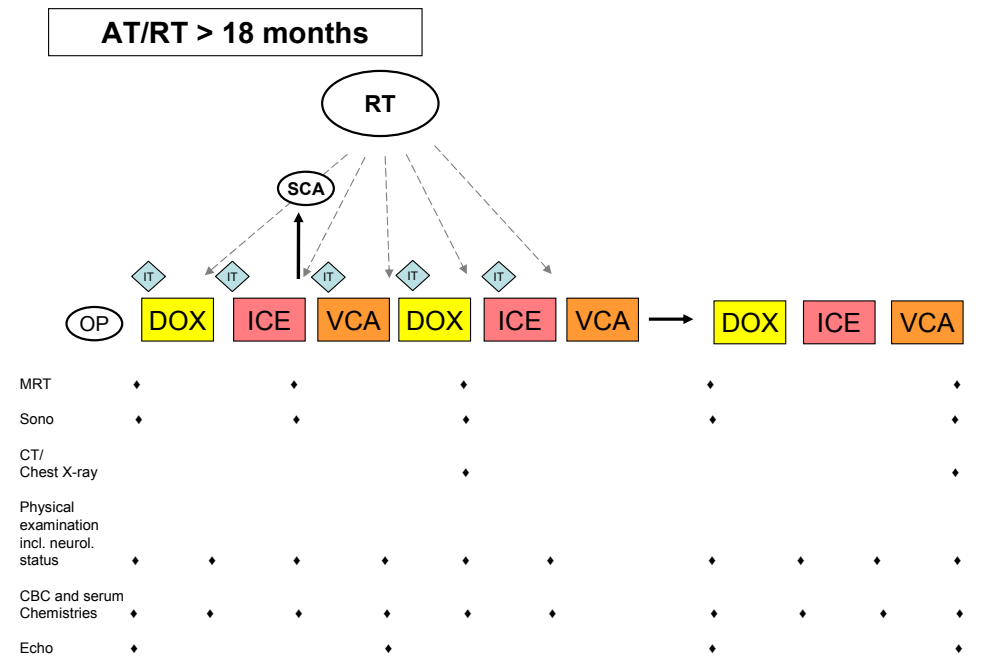 AT/RT > 18 months
RT
SCA
IT IT IT IT IT
OP DOX ICE VCA DOX ICE VCA DOX ICE VCA
MRT
Sono
CT/
Chest X-ray
Physical
examination
incl. neurol.
status
CBC and serum
Chemistries
Echo